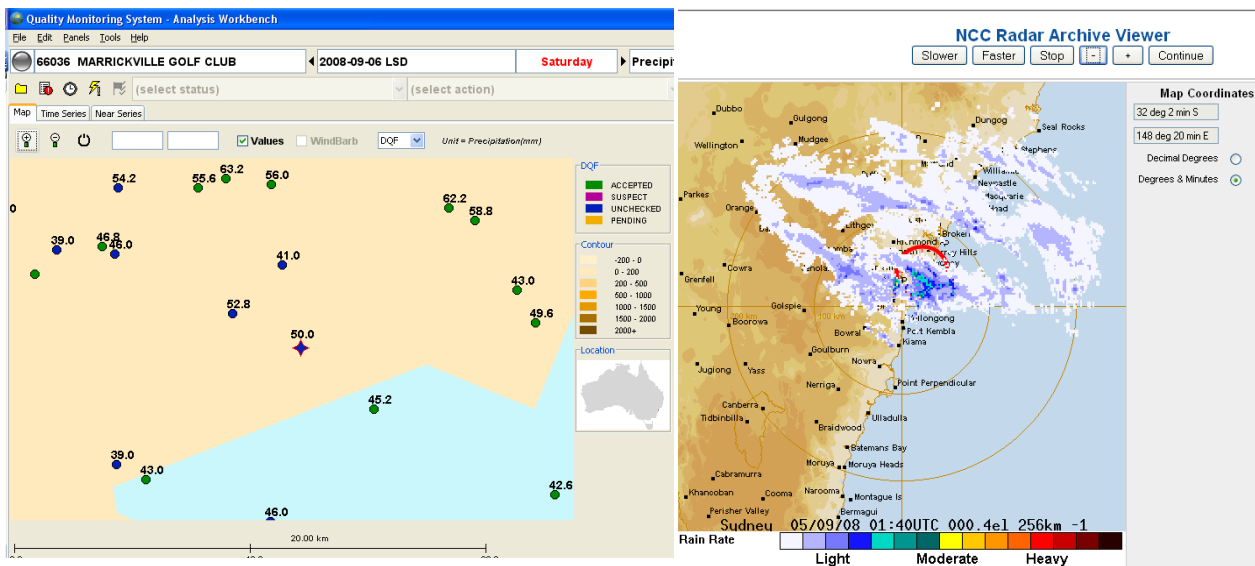 Quality Monitoring System - Analysis Workbench
File Edit Panels Tools Help
66036 MARRICKVILLE GOLF CLUB
2008-09-06 LSD
Saturday
(select status)
(select action)
Map Time Series Near Series
Values
WindBarb
DQF
Unit = Precipitation(mm)
54.2
55.6
63.2
56.0
62.2
58.8
39.0
46.8
46.0
41.0
43.0
52.8
49.6
50.0
45.2
39.0
43.0
42.6
46.0
20.00 km
DQF
ACCEPTED
SUSPECT
UNCHECKED
PENDING
Contour
-200 - 0
0 - 200
200 - 500
500 - 1000
1000 - 1500
1500 - 2000
2000+
Location
NCC Radar Archive Viewer
Slower Faster Stop - + Continue
Map Coordinates
32 deg 2 min S
148 deg 20 min E
Decimal Degrees
Degrees & Minutes
Dubbo
Gulgong
Dungog
Seal Rocks
Wellington
Mudgee
Newcastle
Parkes
Orange
Broken
Richmond
Cowra
Grenfell
Young
Boorowa
Golspie
200 km
100 km
Bowral
Port Kembla
Kiama
Goulburn
Nowra
Jugiong
Yass
Nerriga
Point Perpendicular
Canberra
Tidbinbilla
Ulladulla
Braidwood
Batemans Bay
Moruya
Moruya Heads
Cabramurra
Khancoban
Cooma
Narooma
Montague Is
Perisher Valley
Bermagui
Sydney 05/09/08 01:40UTC 000.4el 256km -1
Rain Rate
Light Moderate Heavy